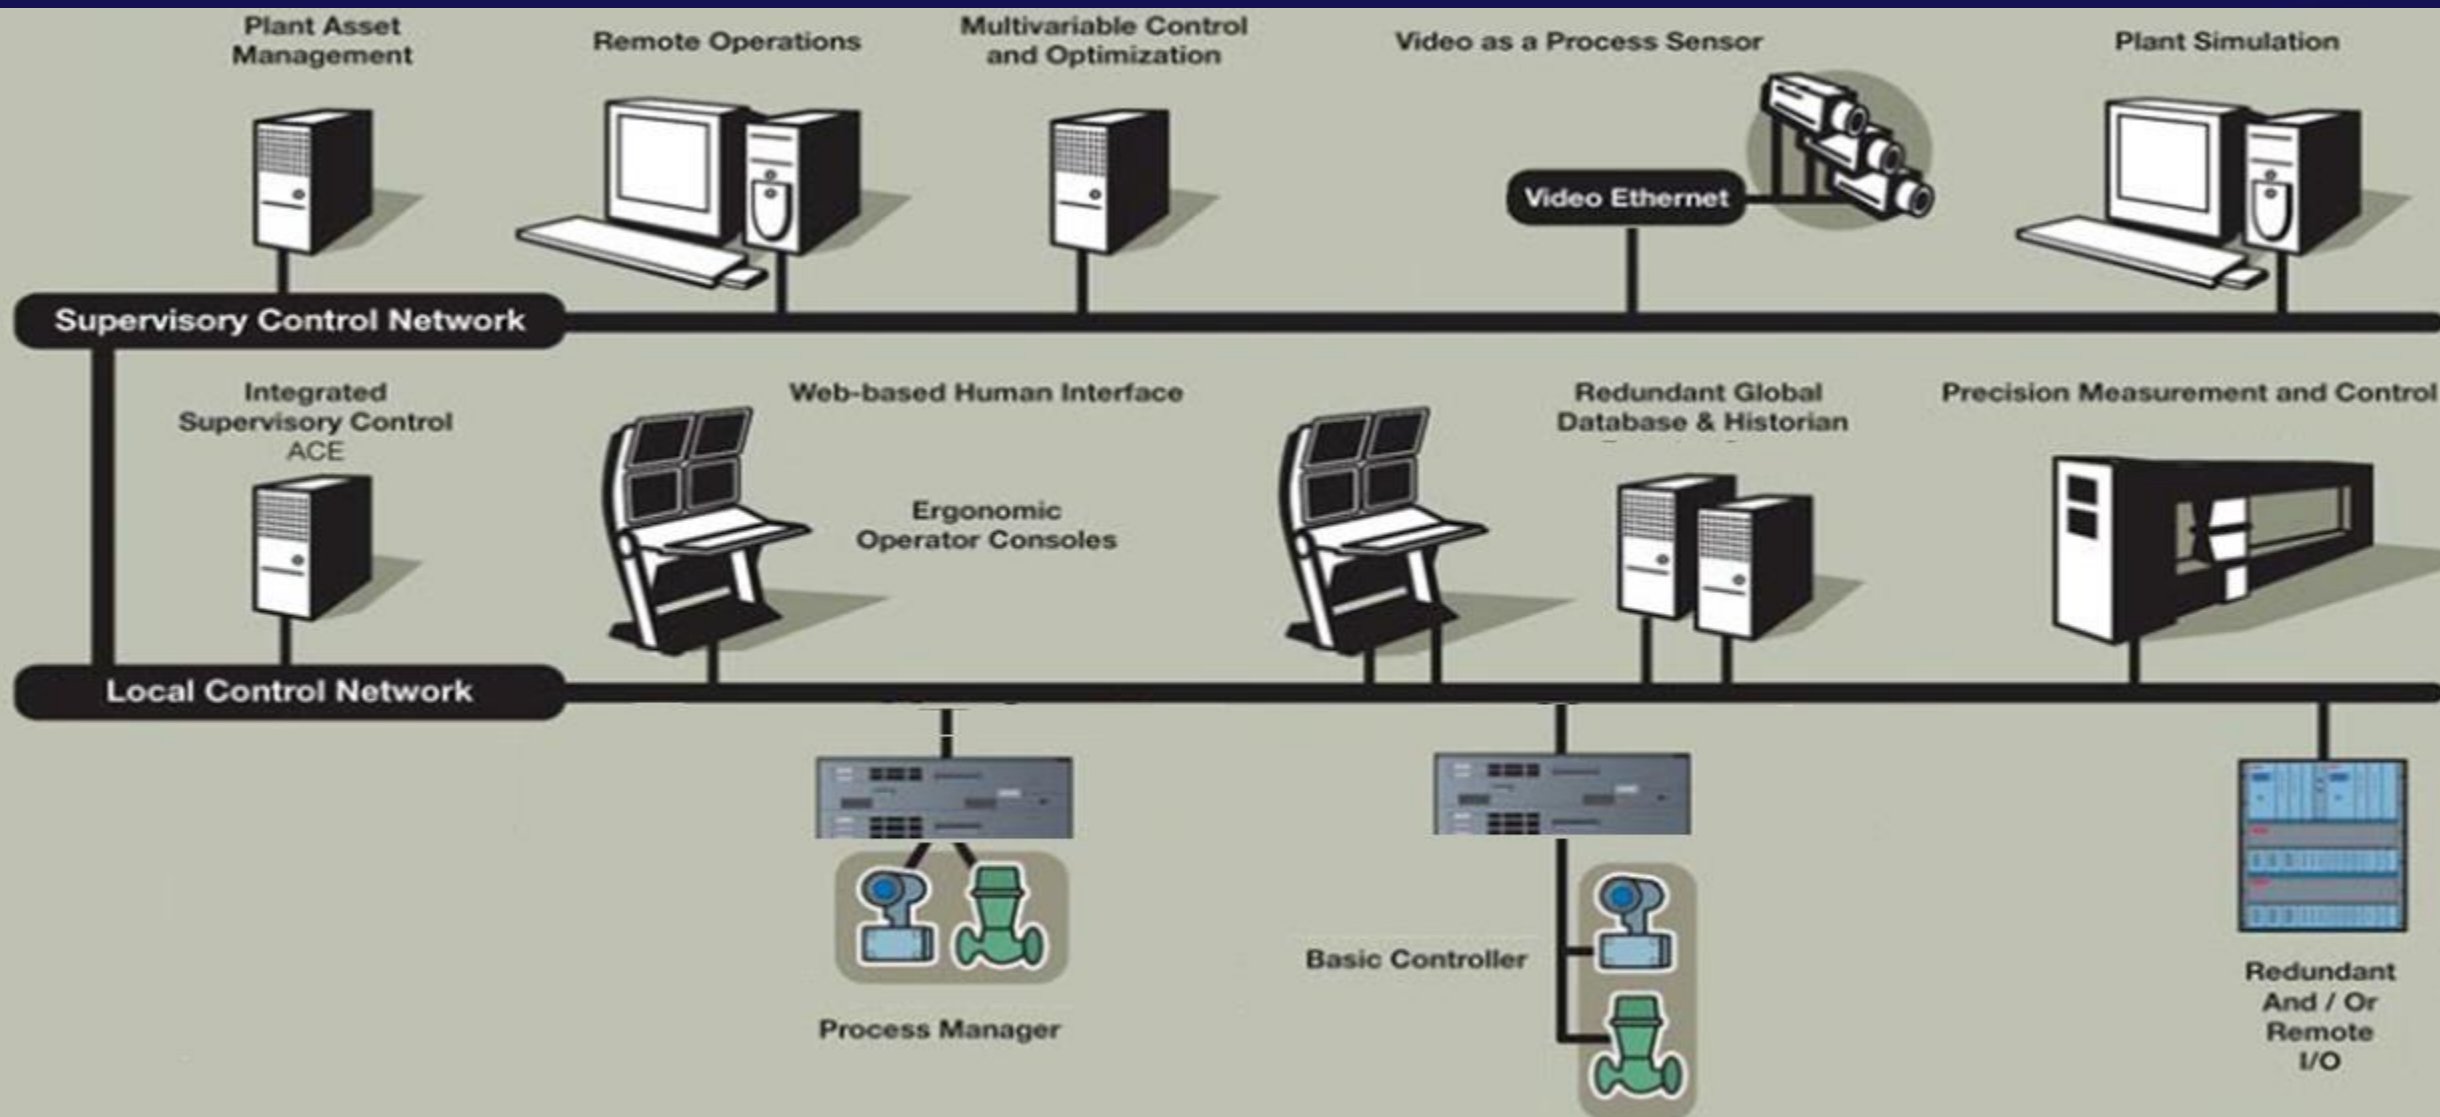 Plant Asset
Management
Remote Operations
Multivariable Control
and Optimization
Video as a Process Sensor
Plant Simulation
Video Ethernet
Supervisory Control Network
Integrated
Supervisory Control
ACE
Web-based Human Interface
Ergonomic
Operator Consoles
Redundant Global
Database & Historian
Precision Measurement and Control
Local Control Network
Process Manager
Basic Controller
Redundant
And / Or
Remote
I/O